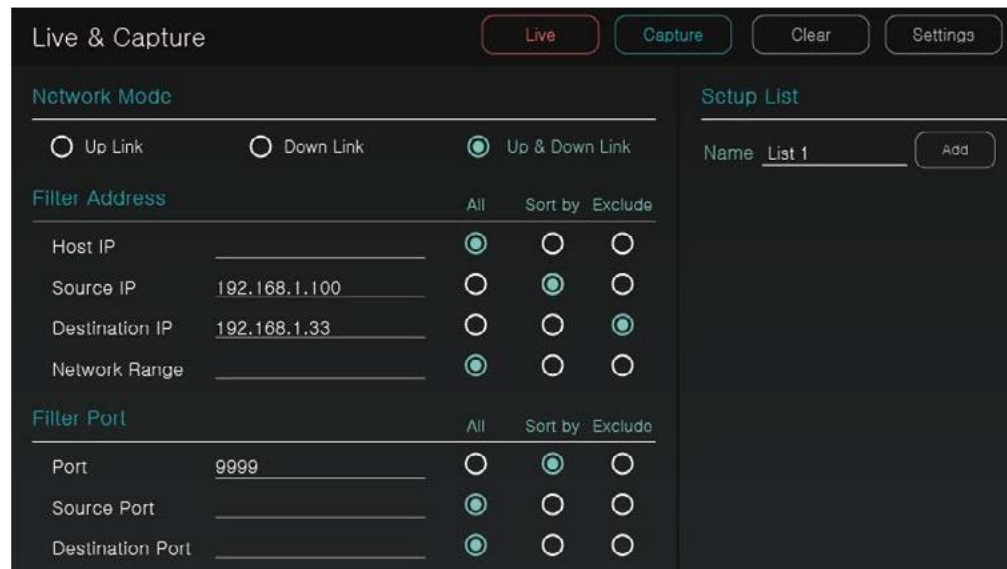 Live & Capture Live Capture Clear Settings
Network Mode
Up Link Down Link Up & Down Link
Filter Address All Sort by Exclude
Host IP
Source IP 192.168.1.100
Destination IP 192.168.1.33
Network Range
Filter Port All Sort by Exclude
Port 9999
Source Port
Destination Port
Setup List
Name List 1 Add